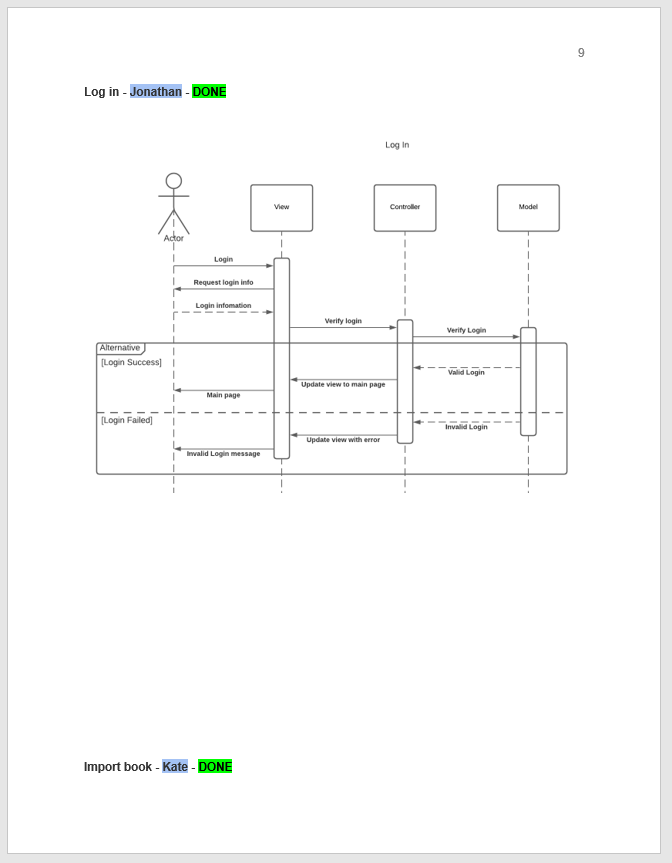 9
Log in - Jonathan - DONE
Log In
Actor
View
Controller
Model
Login
Request login info
Login infomation
Verify login
Verify Login
Alternative
[Login Success]
Valid Login
Update view to main page
Main page
[Login Failed]
Invalid Login
Update view with error
Invalid Login message
Import book - Kate - DONE